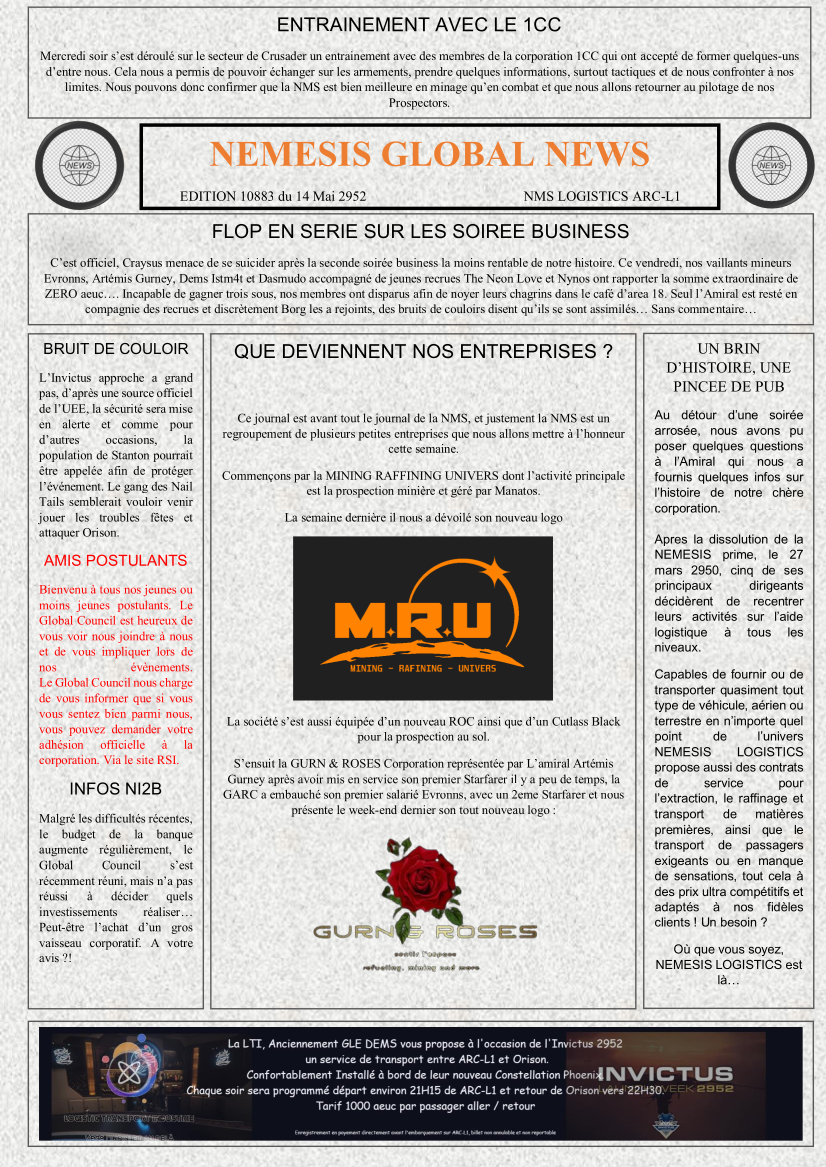 ENTRAINEMENT AVEC LE 1CC
Mercredi soir s'est déroulé sur le secteur de Crusader un entrainement avec des membres de la corporation 1CC qui ont accepté de former quelques-uns
d'entre nous. Cela nous a permis de pouvoir échanger sur les armements, prendre quelques informations, surtout tactiques et de nous confronter à nos
limites. Nous pouvons donc confirmer que la NMS est bien meilleure en minage qu'en combat et que nous allons retourner au pilotage de nos
Prospectors.
NEWS
NEMESIS GLOBAL NEWS
EDITION 10883 du 14 Mai 2952
NMS LOGISTICS ARC-L1
NEWS
FLOP EN SERIE SUR LES SOIREE BUSINESS
C'est officiel, Craysus menace de se suicider après la seconde soirée business la moins rentable de notre histoire. Ce vendredi, nos vaillants mineurs
Evronns, Artémis Gurney, Dems Istm4t et Dasmudo accompagné de jeunes recrues The Neon Love et Nynos ont rapporter la somme extraordinaire de
ZERO aeuc…. Incapable de gagner trois sous, nos membres ont disparus afin de noyer leurs chagrins dans le café d'area 18. Seul l'Amiral est resté en
compagnie des recrues et discrètement Borg les a rejoints, des bruits de couloirs disent qu'ils se sont assimilés… Sans commentaire…
BRUIT DE COULOIR
L'Invictus approche a grand
pas, d'après une source officiel
de l'UEE, la sécurité sera mise
en alerte et comme pour
d'autres occasions, la
population de Stanton pourrait
être appelée afin de protéger
l'événement. Le gang des Nail
Tails semblerait vouloir venir
jouer les troubles fêtes et
attaquer Orison.
AMIS POSTULANTS
Bienvenu à tous nos jeunes ou
moins jeunes postulants. Le
Global Council est heureux de
vous voir nous joindre à nous
et de vous impliquer lors de
nos évènements.
Le Global Council nous charge
de vous informer que si vous
vous sentez bien parmi nous,
vous pouvez demander votre
adhésion officielle à la
corporation. Via le site RSI.
INFOS NI2B
Malgré les difficultés récentes,
le budget de la banque
augmente régulièrement, le
Global Council s'est
récemment réuni, mais n'a pas
réussi à décider quels
investissements réaliser…
Peut-être l'achat d'un gros
vaisseau corporatif. A votre
avis ?!
QUE DEVIENNENT NOS ENTREPRISES ?
Ce journal est avant tout le journal de la NMS, et justement la NMS est un
regroupement de plusieurs petites entreprises que nous allons mettre à l'honneur
cette semaine.
Commençons par la MINING RAFFINING UNIVERS dont l'activité principale
est la prospection minière et géré par Manatos.
La semaine dernière il nous a dévoilé son nouveau logo
M.R.U
MINING - RAFINING - UNIVERS
La société s'est aussi équipée d'un nouveau ROC ainsi que d'un Cutlass Black
pour la prospection au sol.
S'ensuit la GURN & ROSES Corporation représentée par L'amiral Artémis
Gurney après avoir mis en service son premier Starfarer il y a peu de temps, la
GARC a embauché son premier salarié Evronns, avec un 2eme Starfarer et nous
présente le week-end dernier son tout nouveau logo :
GURN & ROSES
sentir l'espace
refueling, mining and more
UN BRIN
D'HISTOIRE, UNE
PINCEE DE PUB
Au détour d'une soirée
arrosée, nous avons pu
poser quelques questions
à l'Amiral qui nous a
fournis quelques infos sur
l'histoire de notre chère
corporation.
Apres la dissolution de la
NEMESIS prime, le 27
mars 2950, cinq de ses
principaux dirigeants
décidèrent de recentrer
leurs activités sur l'aide
logistique à tous les
niveaux.
Capables de fournir ou de
transporter quasiment tout
type de véhicule, aérien ou
terrestre en n'importe quel
point de l'univers
NEMESIS LOGISTICS
propose aussi des contrats
de service pour
l'extraction, le raffinage et
transport de matières
premières, ainsi que le
transport de passagers
exigeants ou en manque
de sensations, tout cela à
des prix ultra compétitifs et
adaptés à nos fidèles
clients ! Un besoin ?
Où que vous soyez,
NEMESIS LOGISTICS est
là…
La LTI, Anciennement GLE DEMS vous propose à l'occasion de l'Invictus 2952
un service de transport entre ARC-L1 et Orison.
Confortablement Installé à bord de leur nouveau Constellation Phoenix
Chaque soir sera programmé départ environ 21H15 de ARC-L1 et retour de Orison vers 22H30.
Tarif 1000 aeuc par passager aller / retour
Enregistrement en payement directement avant l'embarquement sur ARC-L1, billet non annulable et non reportable
INVICTUS
WEEK 2952
LOGISTIC TRANSPORT